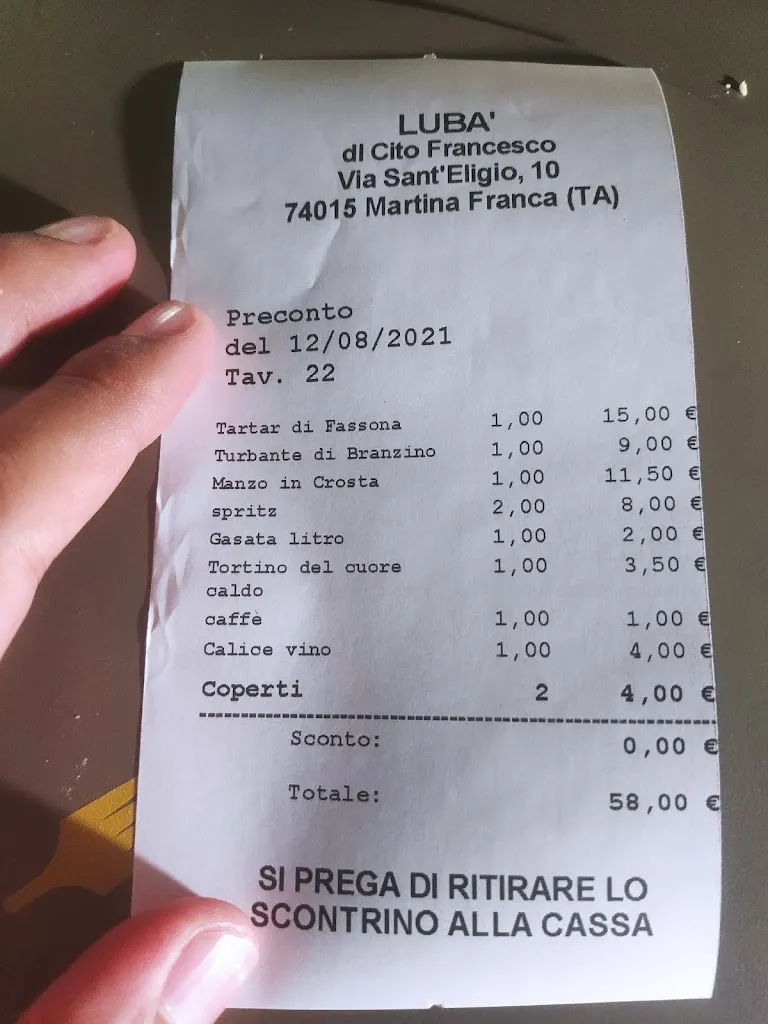 LUBA'
dI Cito Francesco
Via Sant'Eligio, 10
74015 Martina Franca (TA)
Preconto
del 12/08/2021
Tav. 22
Tartar di Fassona 1,00 15,00 €
Turbante di Branzino 1,00 9,00 €
Manzo in Crosta 1,00 11,50 €
spritz 2,00 8,00 €
Gasata litro 1,00 2,00 €
Tortino del cuore 1,00 3,50 €
caldo
caffè 1,00 1,00 €
Calice vino 1,00 4,00 €
Coperti 2 4,00 €
Sconto: 0,00 €
Totale: 58,00 €
SI PREGA DI RITIRARE LO
SCONTRINO ALLA CASSA